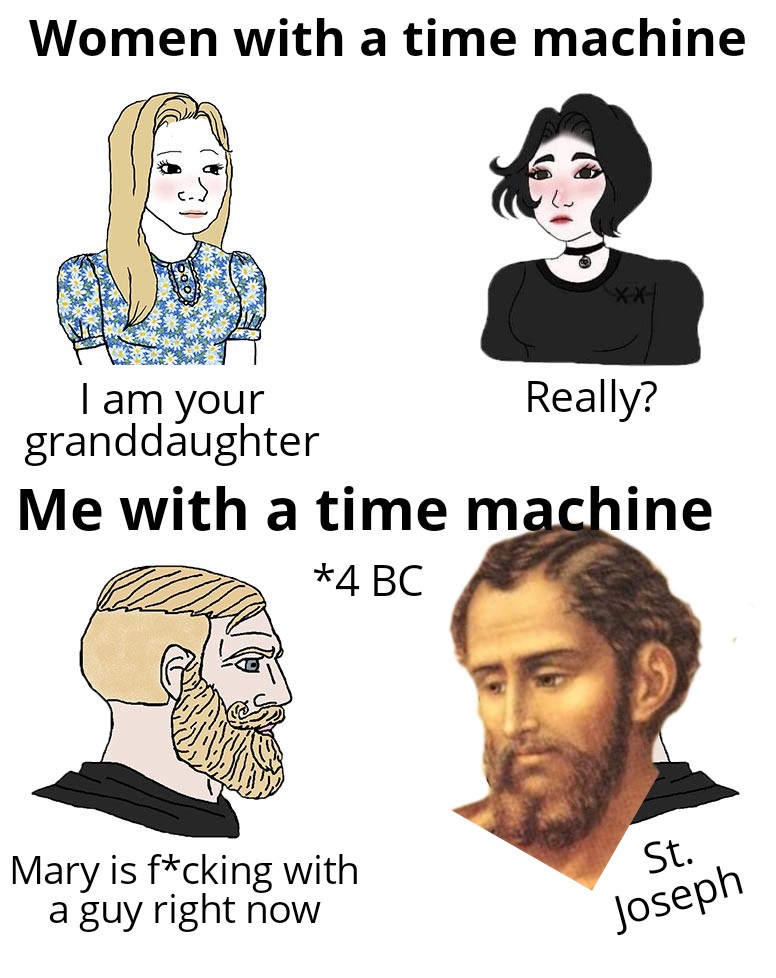 Women with a time machine
I am your
granddaughter
Really?
Me with a time machine
*4 BC
Mary is f*cking with
a guy right now
St.
Joseph